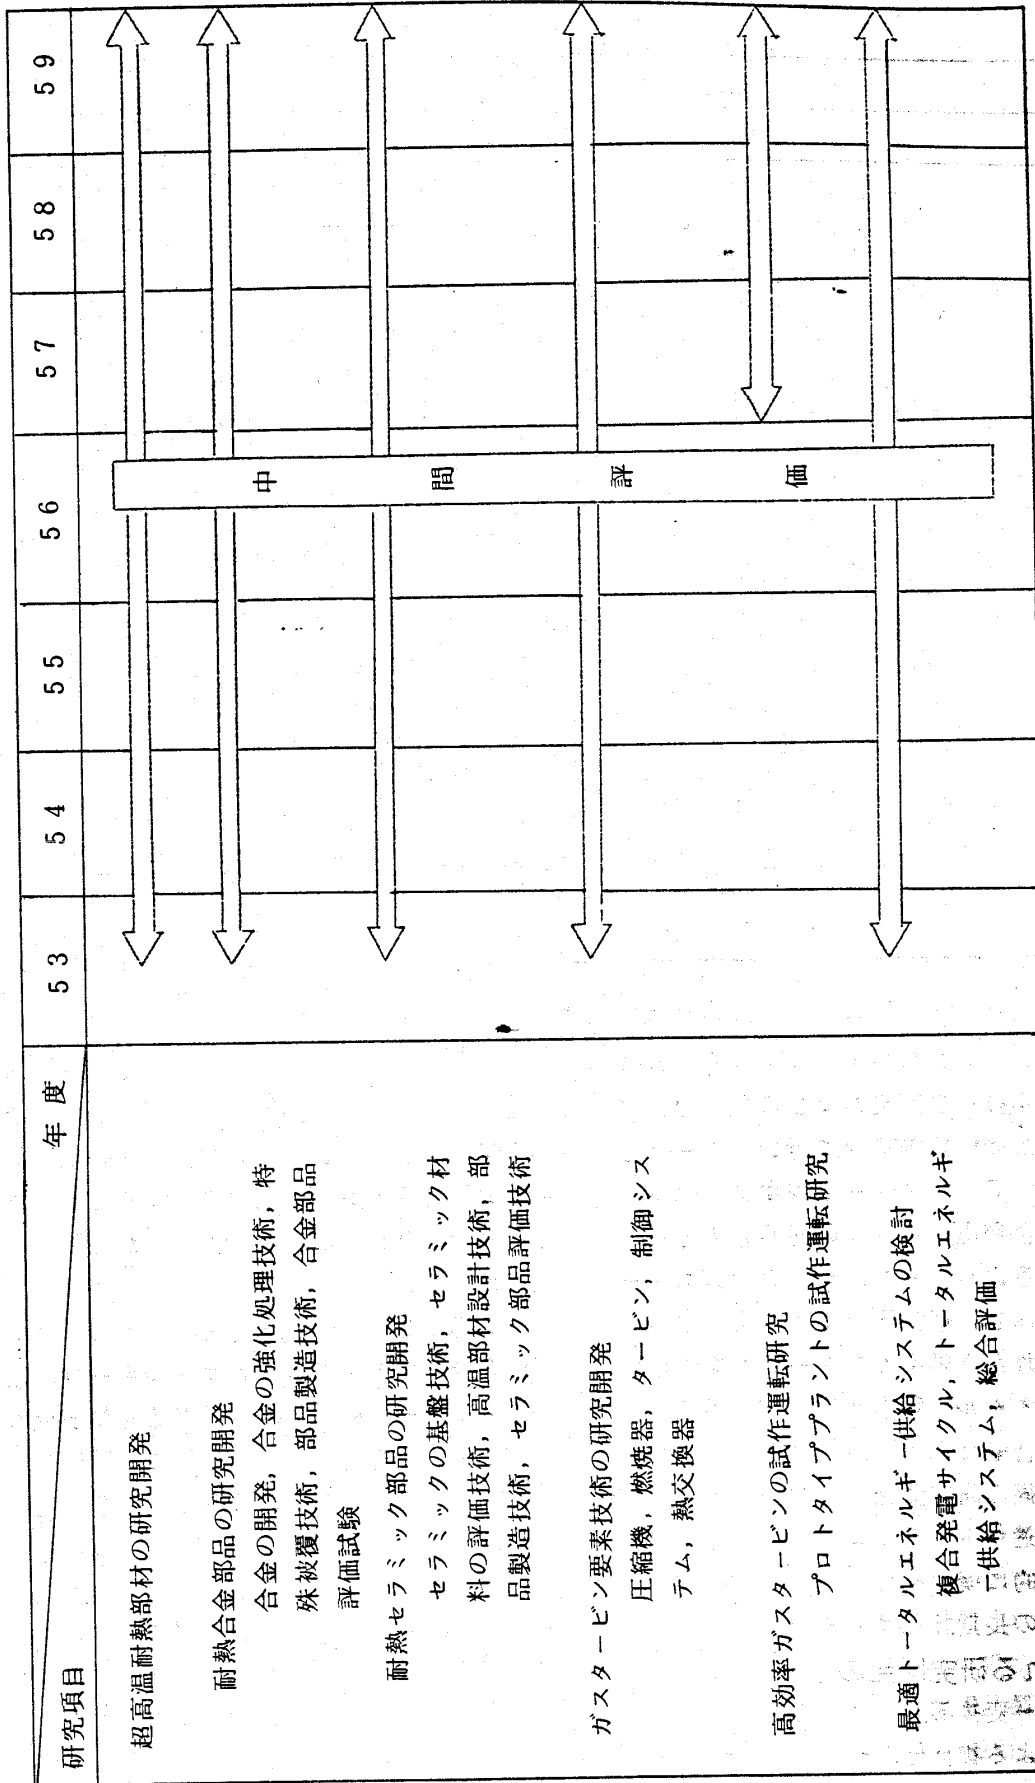 研究項目 年度 53 54 55 56 57 58 59
超高温耐熱部材の研究開発
耐熱合金部品の研究開発
合金の開発,合金の強化処理技術,特
殊被覆技術,部品製造技術,合金部品
評価試験
耐熱セラミック部品の研究開発
セラミックの基盤技術,セラミック材
料の評価技術,高温部材設計技術,部
品製造技術,セラミック部品評価技術
ガスタービン要素技術の研究開発
圧縮機,燃焼器,タービン,制御シス
テム,熱交換器
高効率ガスタービンの試作運転研究
プロトタイププラントの試作運転研究
最適トータルエネルギー供給システムの検討
複合発電サイクル,トータルエネルギ
ー供給システム,総合評価
中間評価